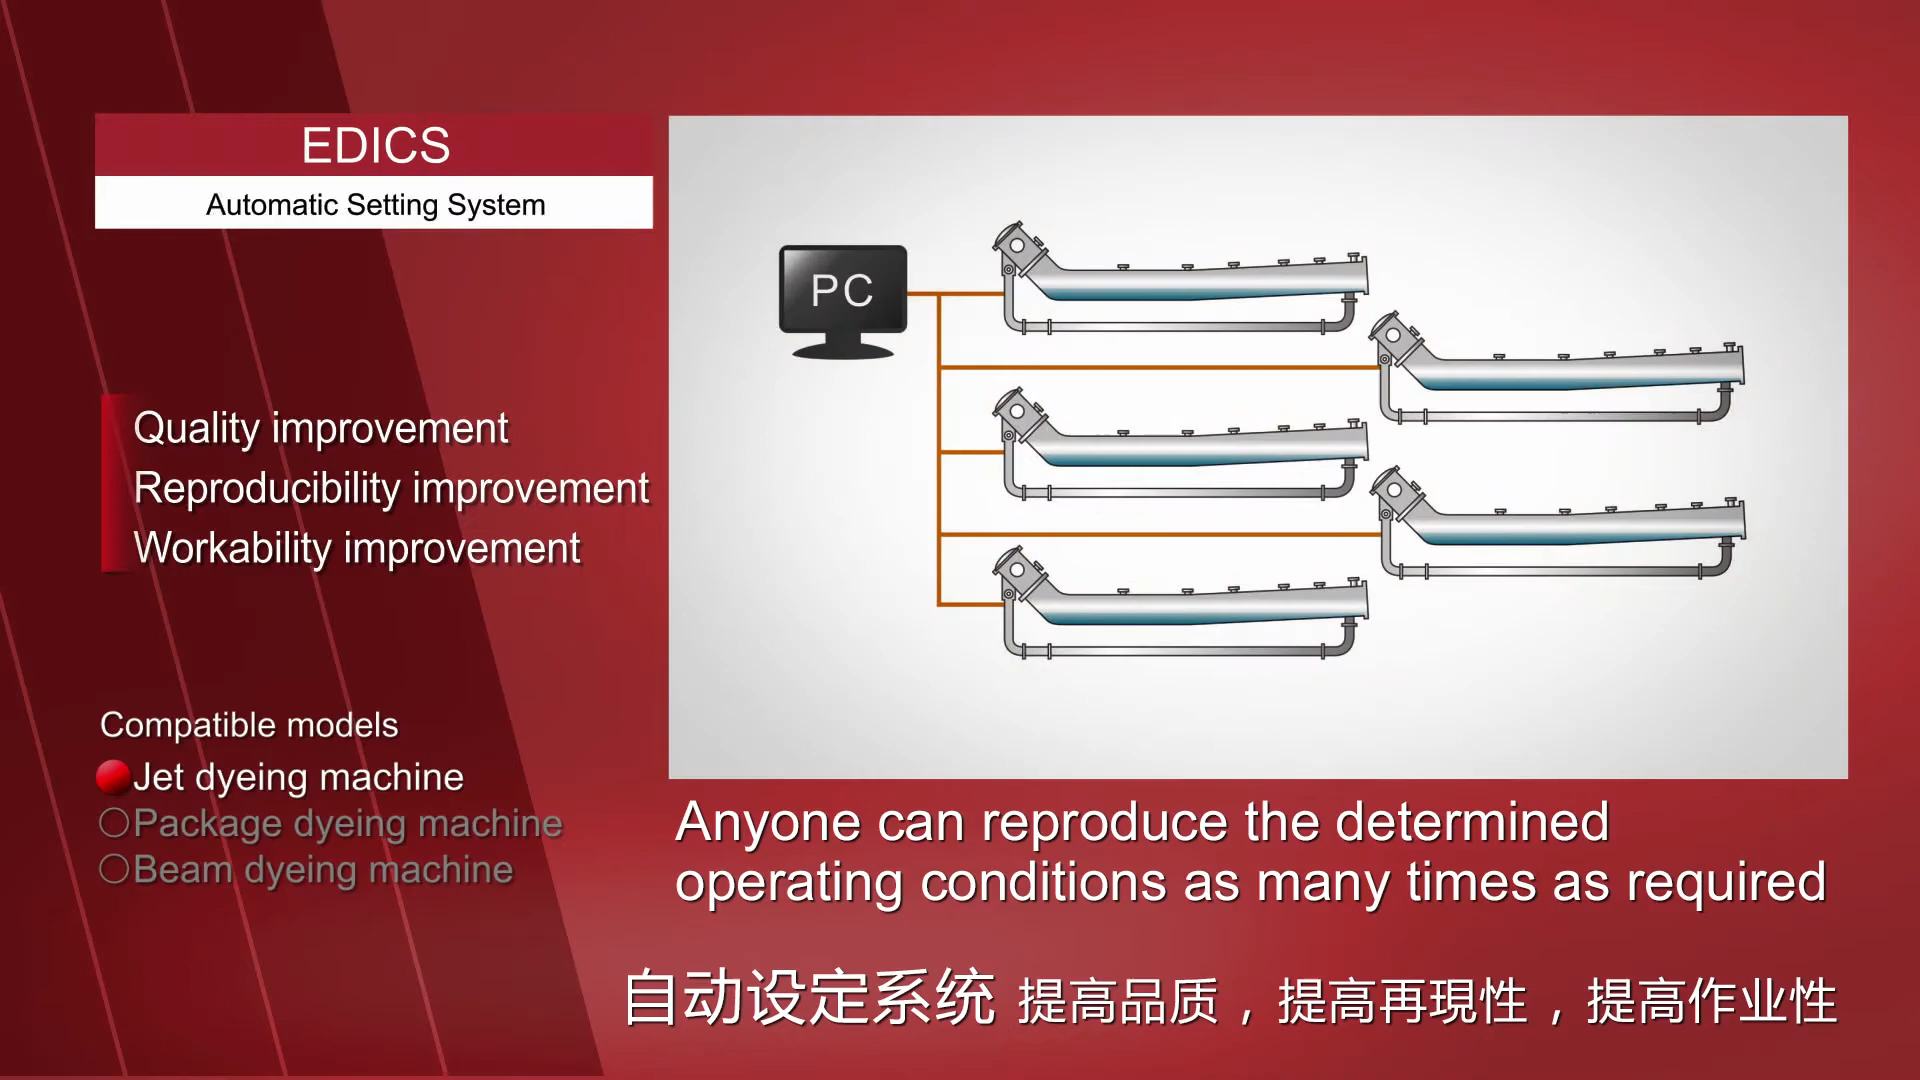 EDICS
Automatic Setting System
PC
Quality improvement
Reproducibility improvement
Workability improvement
Compatible models
Jet dyeing machine
○Package dyeing machine
○Beam dyeing machine
Anyone can reproduce the determined
operating conditions as many times as required
自动设定系统 提高品质，提高再現性，提高作业性